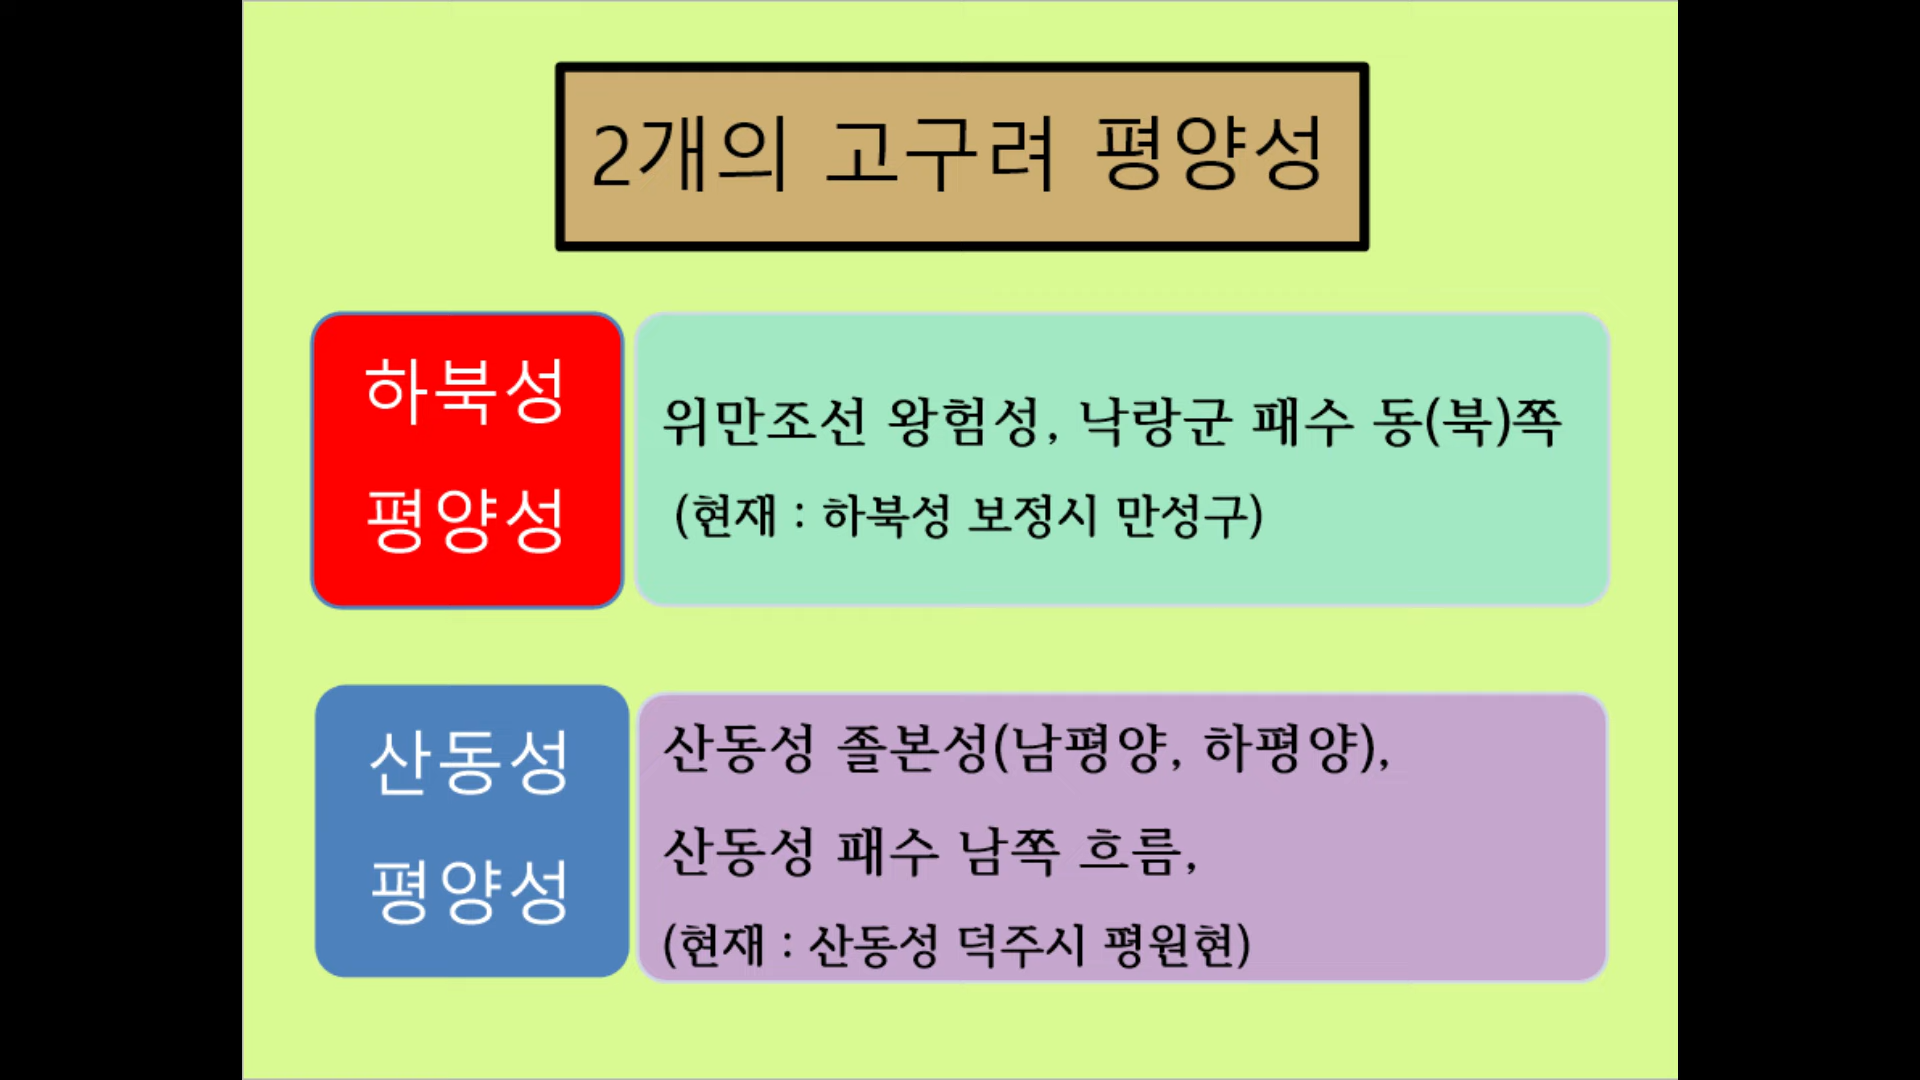 2개의 고구려 평양성
하북성
평양성
위만조선 왕험성, 낙랑군 패수 동(북)쪽
(현재 : 하북성 보정시 만성구)
산동성
평양성
산동성 졸본성(남평양, 하평양),
산동성 패수 남쪽 흐름,
(현재 : 산동성 덕주시 평원현)